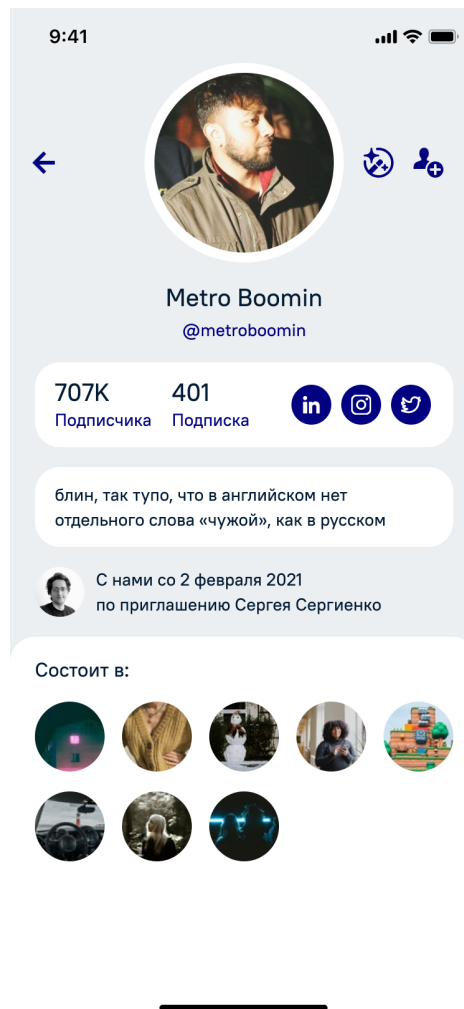 9:41
Metro Boomin
@metroboomin
707K
Подписчика
401
Подписка
in
блин, так тупо, что в английском нет
отдельного слова «чужой», как в русском
С нами со 2 февраля 2021
по приглашению Сергея Сергиенко
Состоит в: